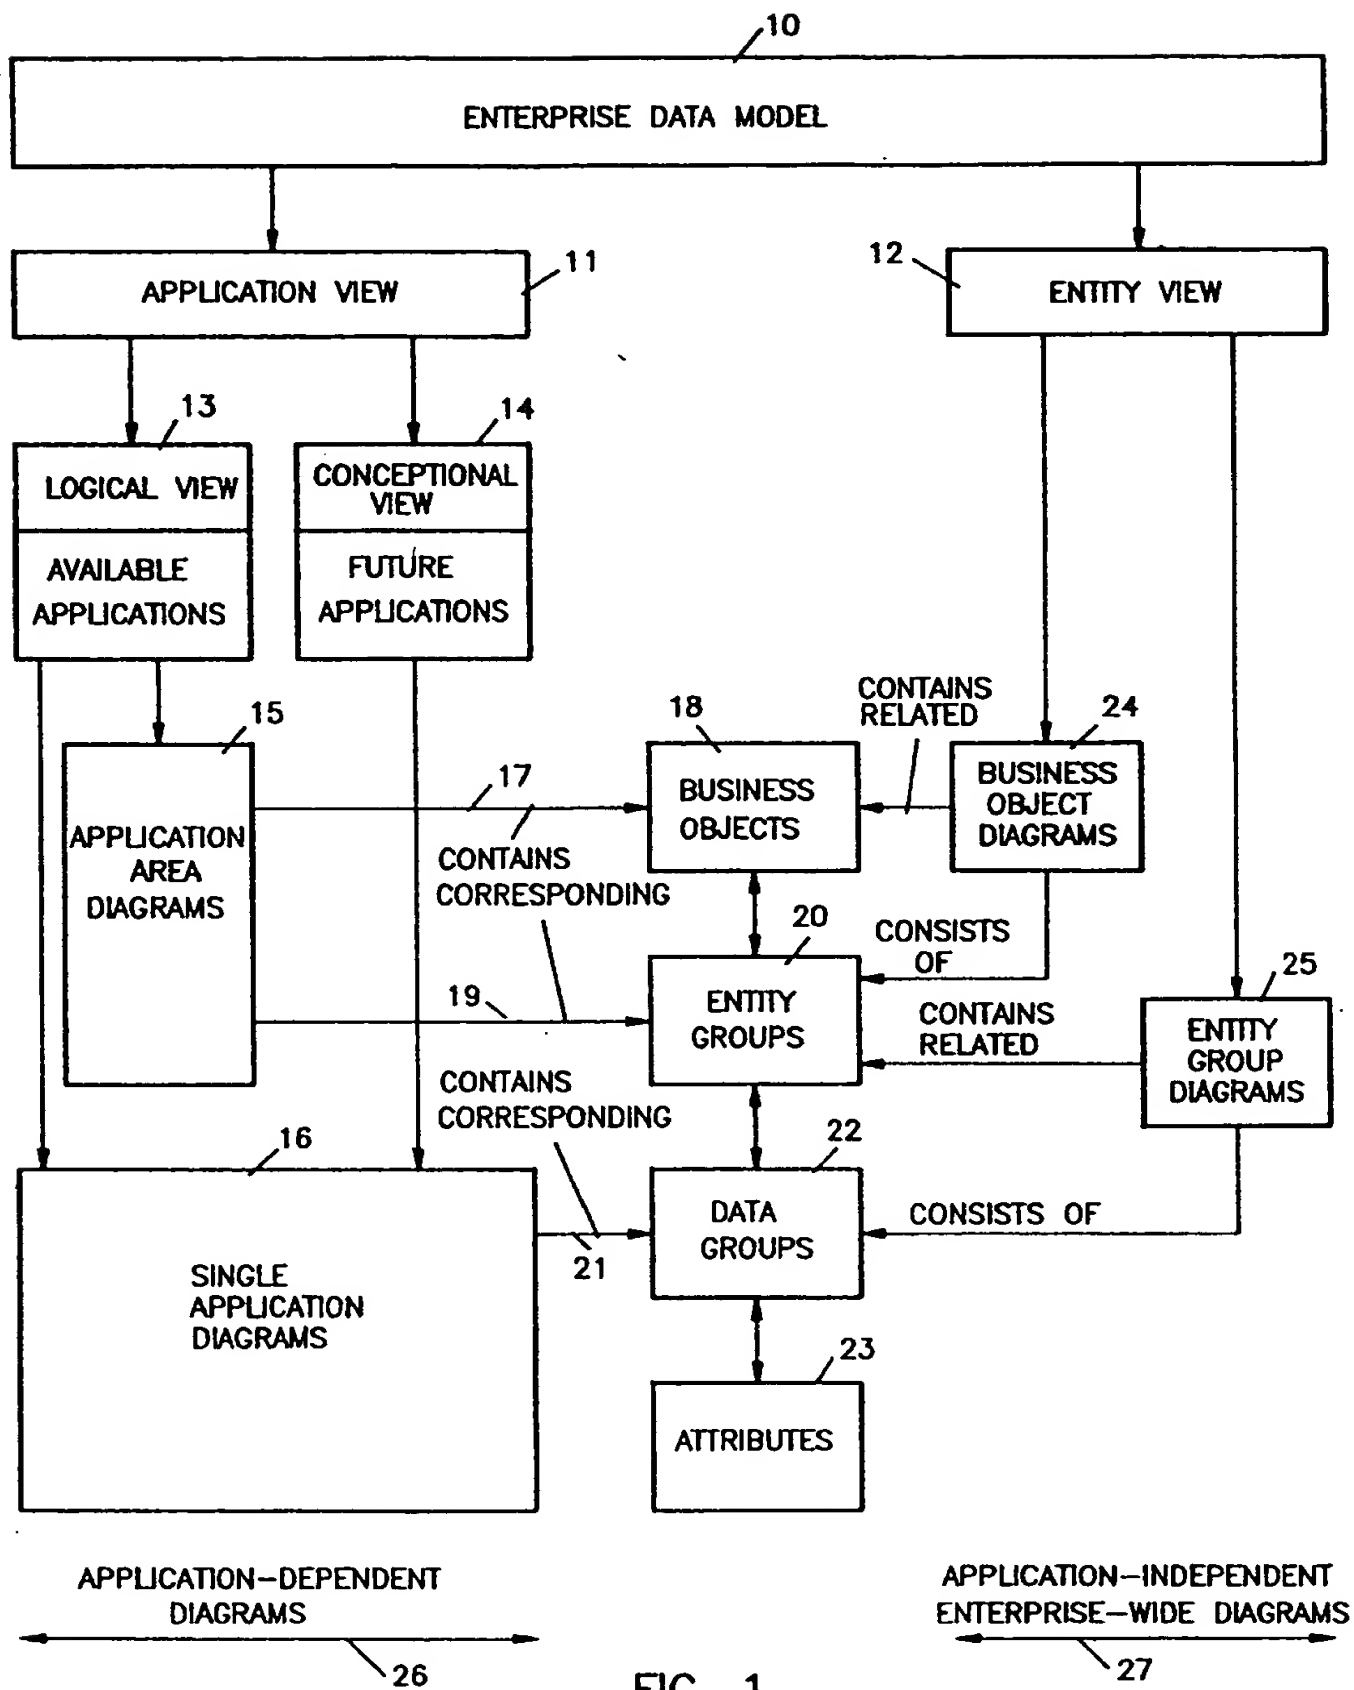 10
ENTERPRISE DATA MODEL
11
APPLICATION VIEW
12
ENTITY VIEW
13
LOGICAL VIEW
AVAILABLE
APPLICATIONS
14
CONCEPTIONAL
VIEW
FUTURE
APPLICATIONS
15
APPLICATION
AREA
DIAGRAMS
17
CONTAINS
CORRESPONDING
19
18
BUSINESS
OBJECTS
CONTAINS
RELATED
24
BUSINESS
OBJECT
DIAGRAMS
20
ENTITY
GROUPS
CONSISTS
OF
CONTAINS
RELATED
25
ENTITY
GROUP
DIAGRAMS
CONTAINS
CORRESPONDING
16
SINGLE
APPLICATION
DIAGRAMS
21
22
DATA
GROUPS
CONSISTS OF
23
ATTRIBUTES
APPLICATION-DEPENDENT
DIAGRAMS
26
APPLICATION-INDEPENDENT
ENTERPRISE-WIDE DIAGRAMS
27
FIG. 1